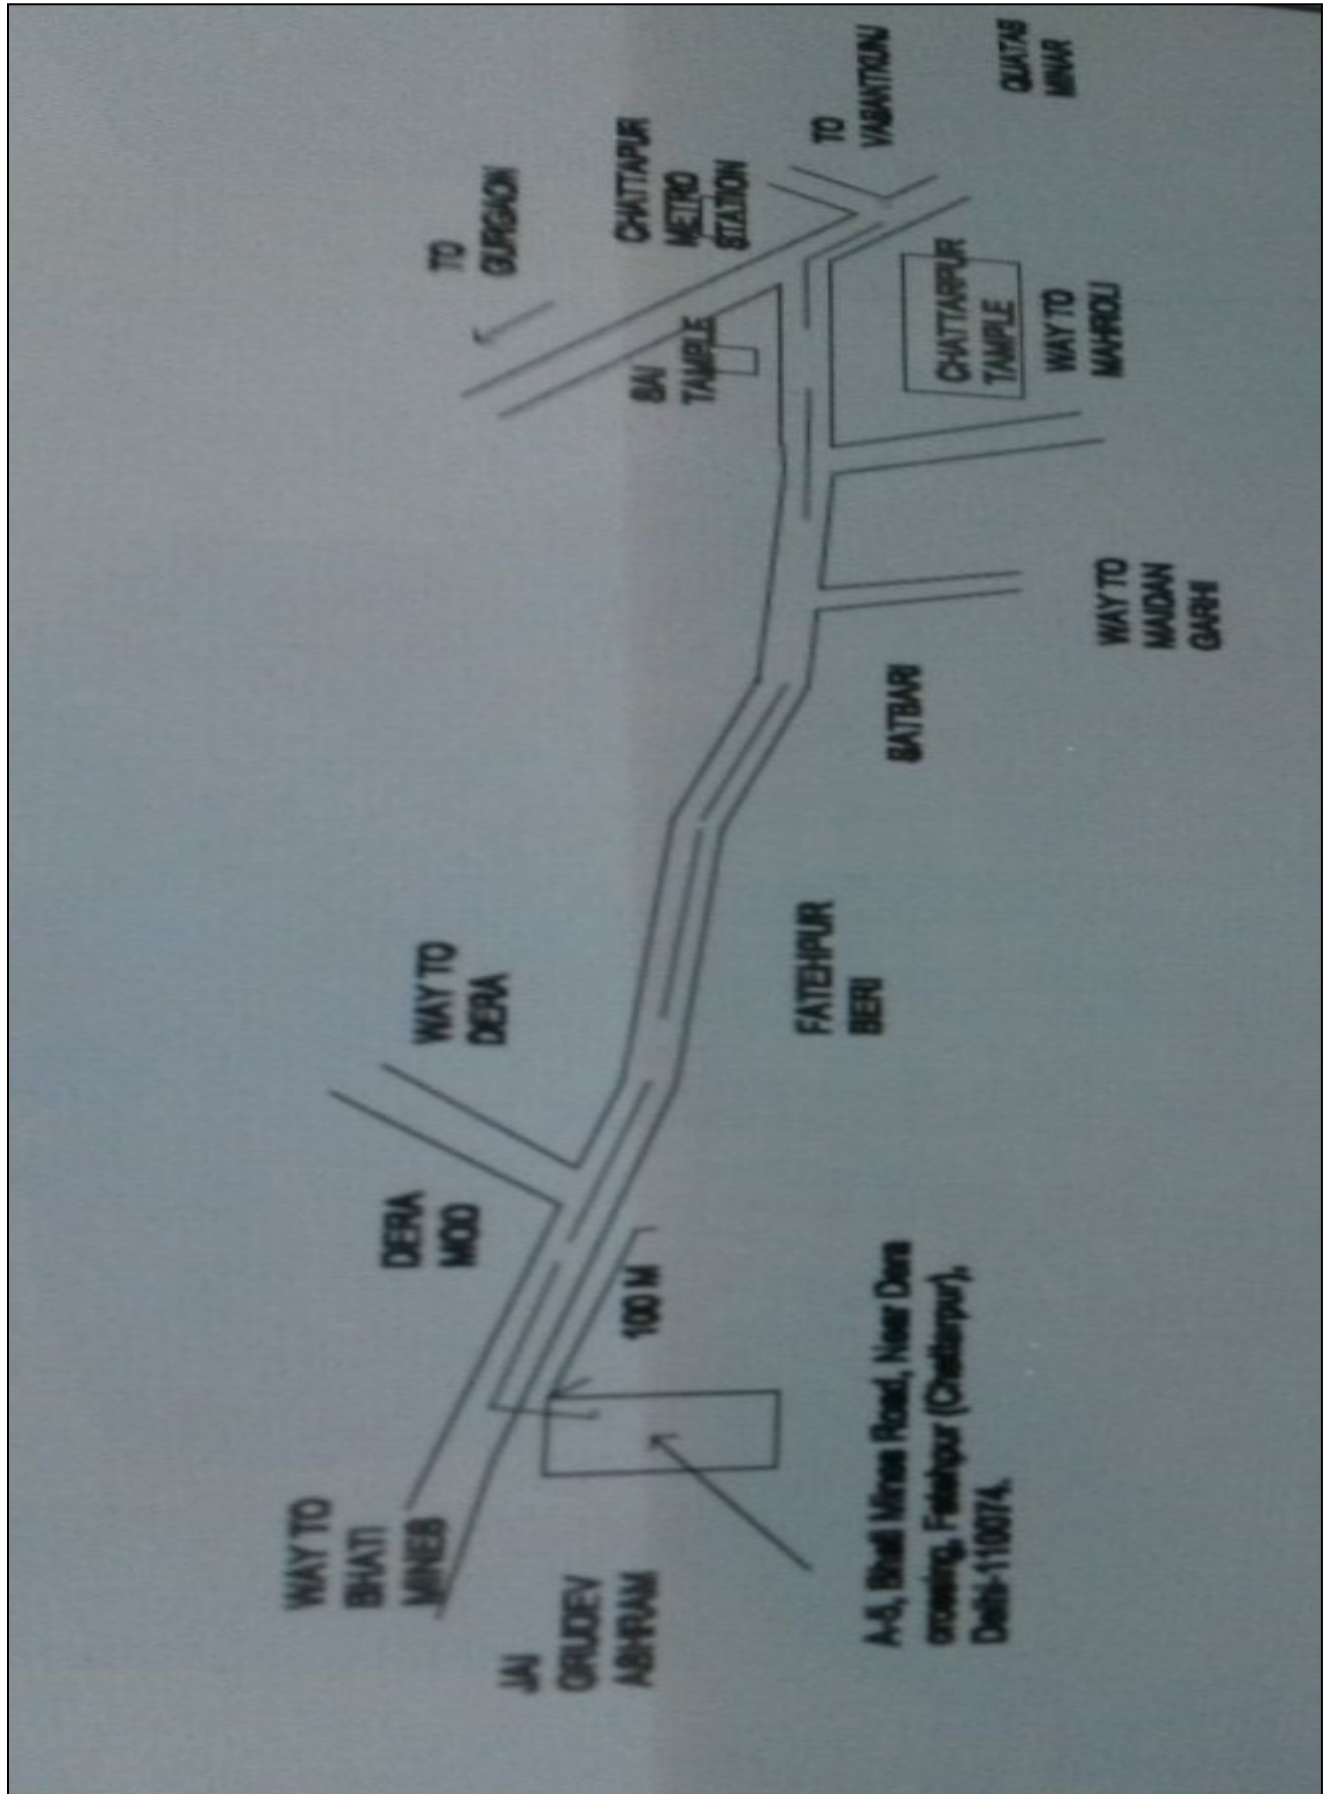 WAY TO
BHATI
MINES
JAI
GRUDEV
ASHRAM
DERA
MOD
100 M
WAY TO
DERA
A-5, Bhati Mines Road, Near Dera
crossing, Fatehpur (Chattarpur),
Delhi-110074.
FATEHPUR
BERI
SATBARI
WAY TO
MAIDAN
GARHI
SAI
TAMPLE
TO
GURGAON
CHATTAPUR
METRO
STATION
CHATTARPUR
TAMPLE
WAY TO
MAHROLI
TO
VASANTKUNJ
QUATAB
MINAR